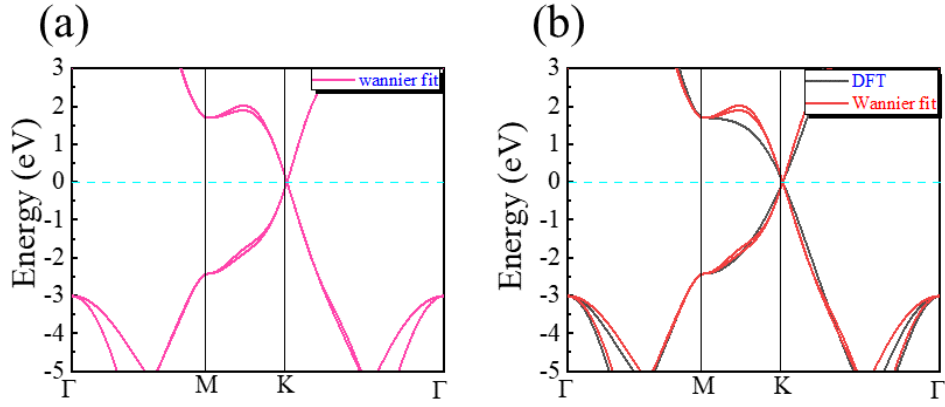 (a)
(b)
Energy (eV)
3
2
1
0
-1
-2
-3
-4
-5
Γ
M
K
Γ
wannier fit
Energy (eV)
3
2
1
0
-1
-2
-3
-4
-5
Γ
M
K
Γ
DFT
Wannier fit